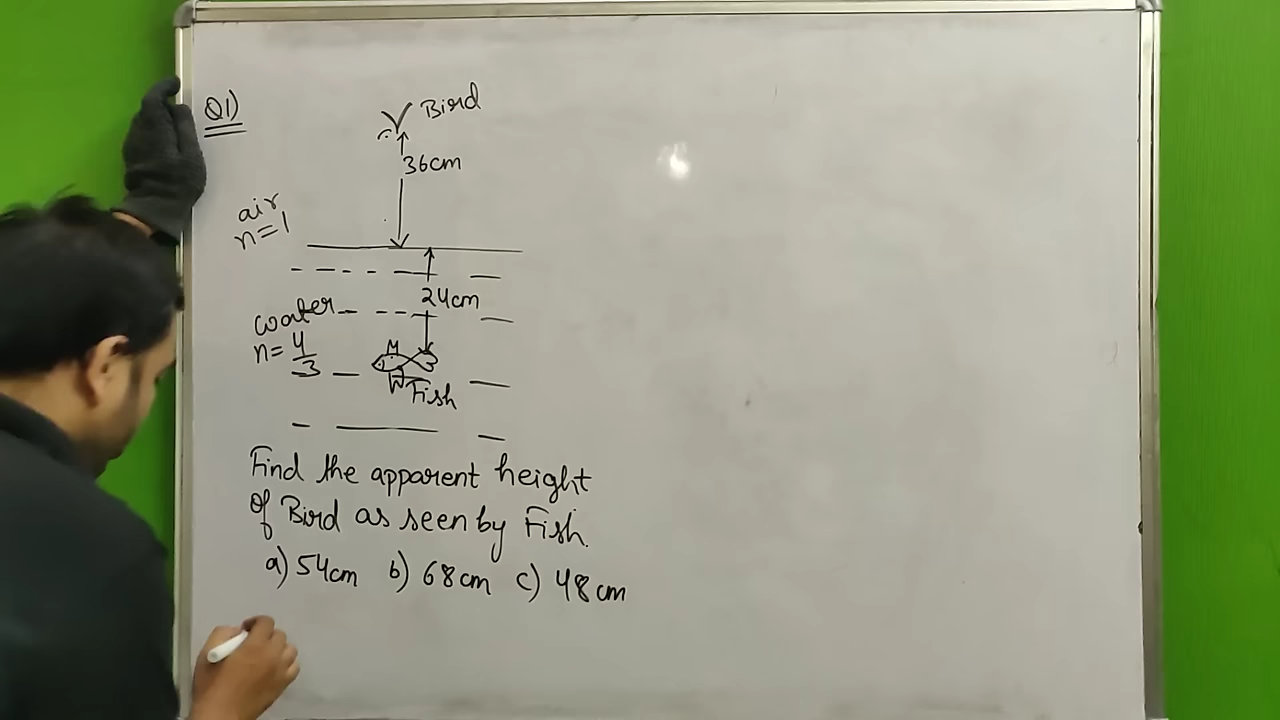 Q1)
Bird
36cm
air
n=1
24cm
water
n=4/3
Fish
Find the apparent height
of Bird as seen by Fish.
a) 54cm b) 68cm c) 48cm